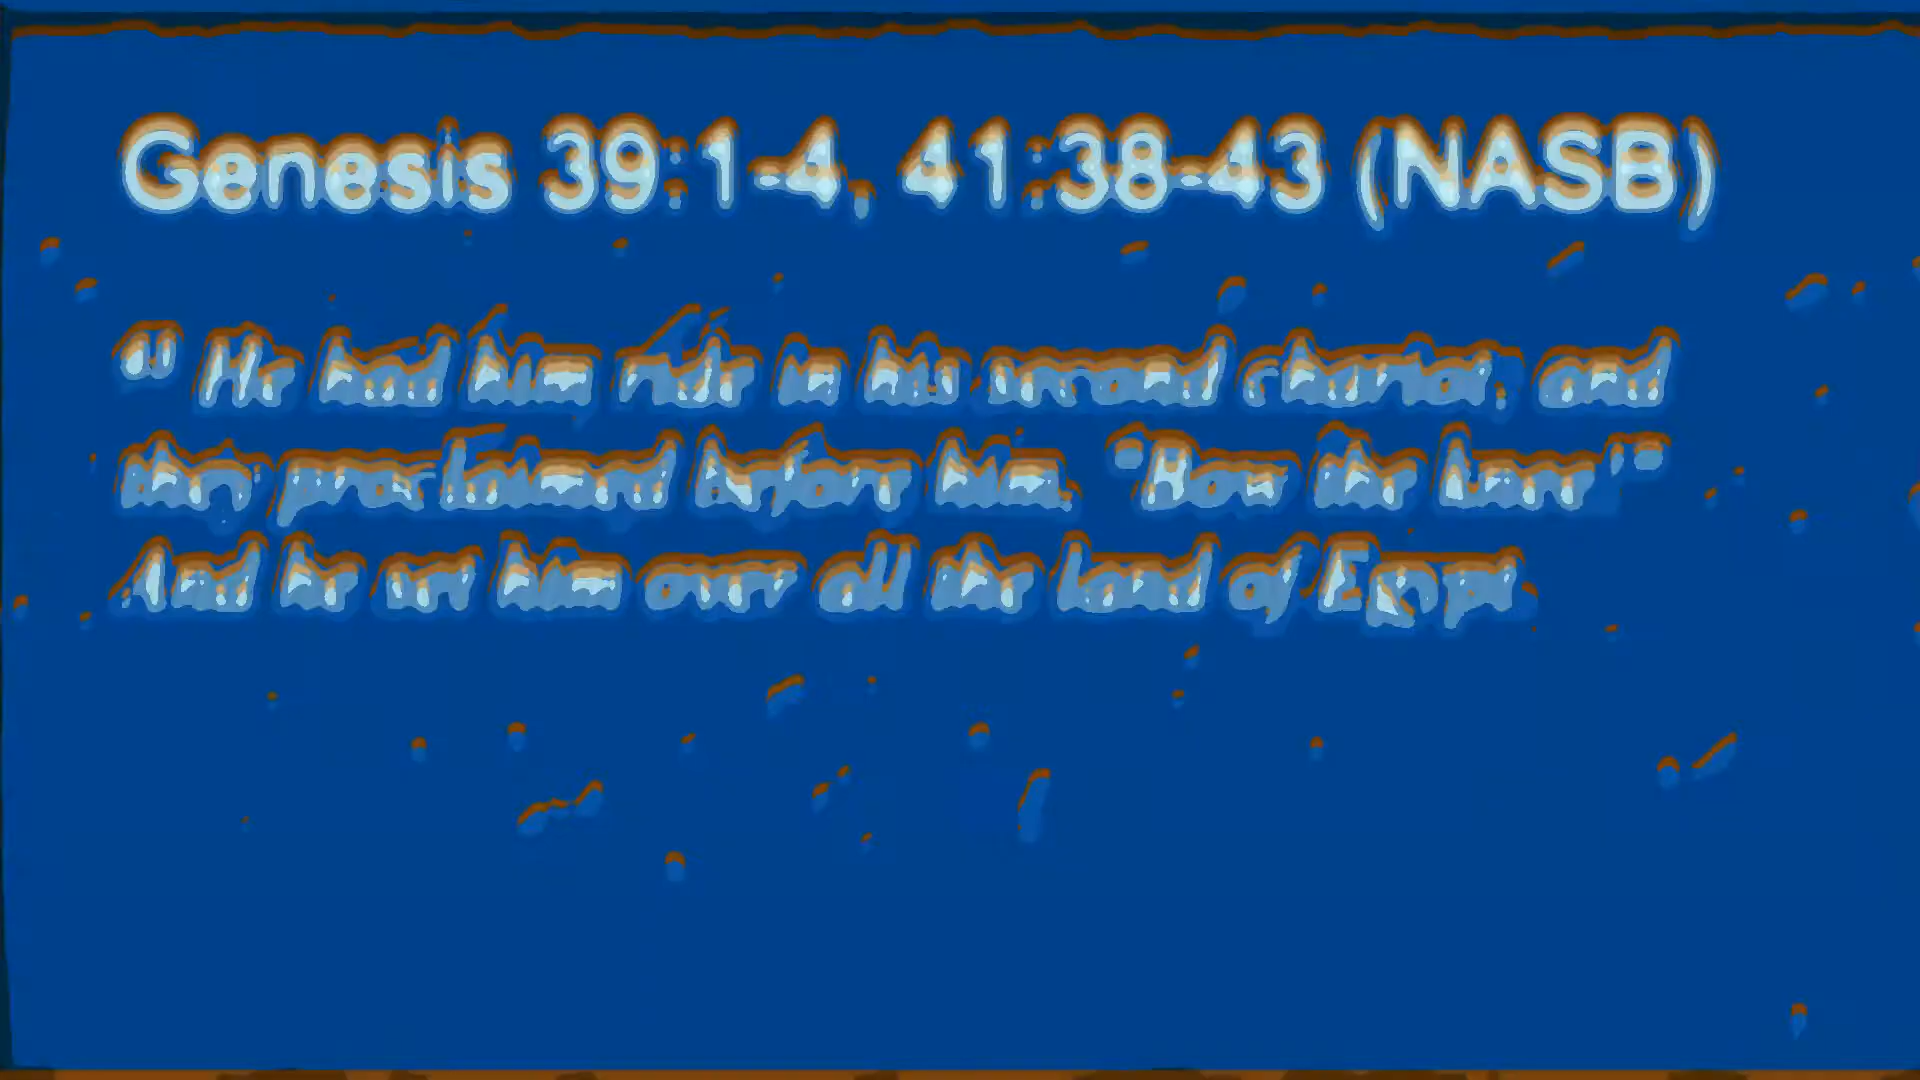 Genesis 39:1-4, 41:38-43 (NASB)
" He had him ride in his second chariot, and
they proclaimed before him, "Bow the knee!"
And he set him over all the land of Egypt.